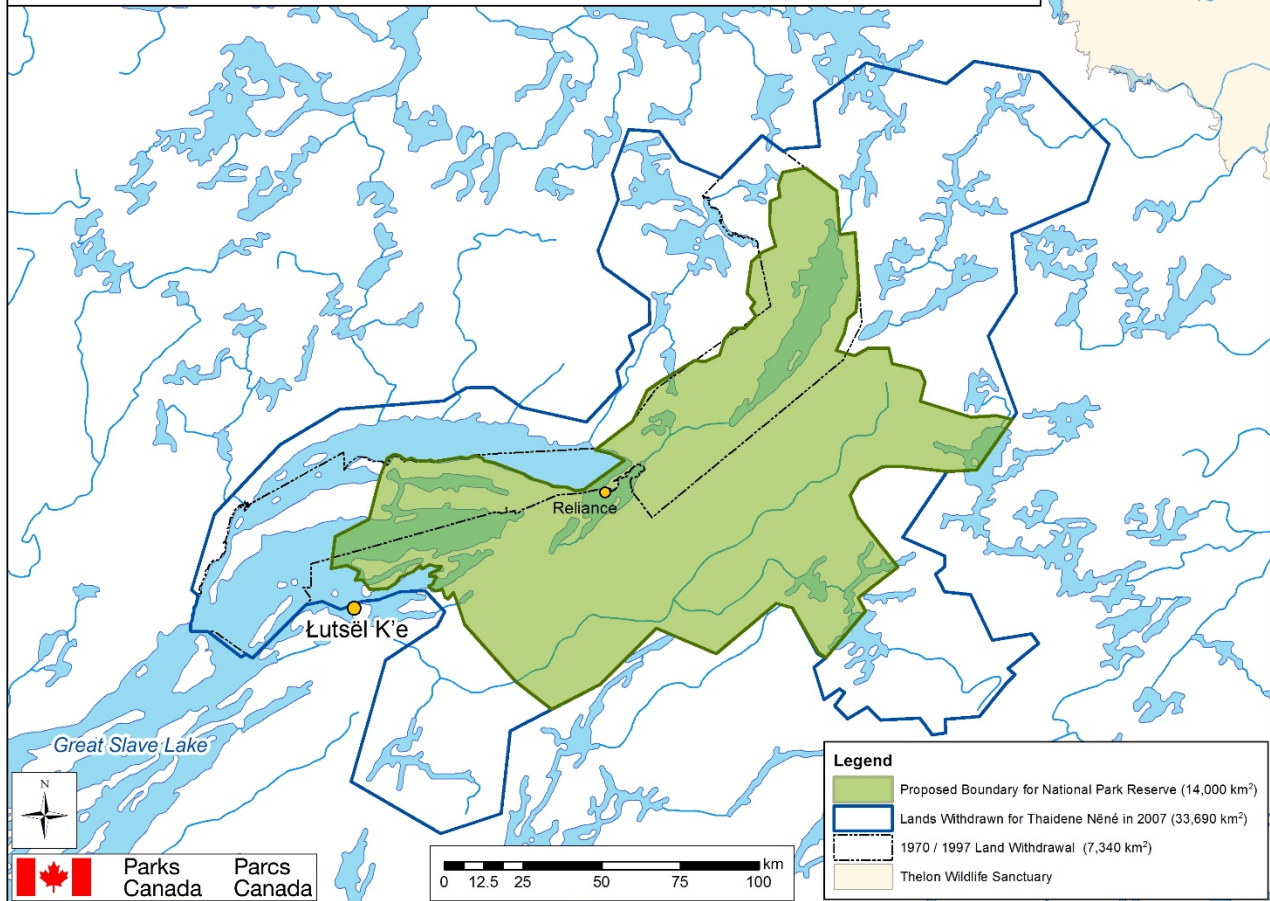 Reliance
Łutsël K'e
Great Slave Lake
N
Parks Canada
Parcs Canada
km
0 12.5 25 50 75 100
Legend
Proposed Boundary for National Park Reserve (14,000 km²)
Lands Withdrawn for Thaidene Nëné in 2007 (33,690 km²)
1970 / 1997 Land Withdrawal (7,340 km²)
Thelon Wildlife Sanctuary